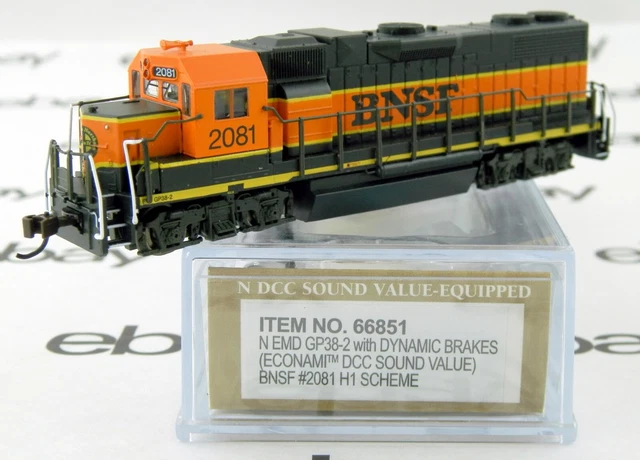 2081
2081
BNSF
GP38-2
ebay
N DCC SOUND VALUE-EQUIPPED
ITEM NO. 66851
N EMD GP38-2 with DYNAMIC BRAKES
(ECONAMI™ DCC SOUND VALUE)
BNSF #2081 H1 SCHEME